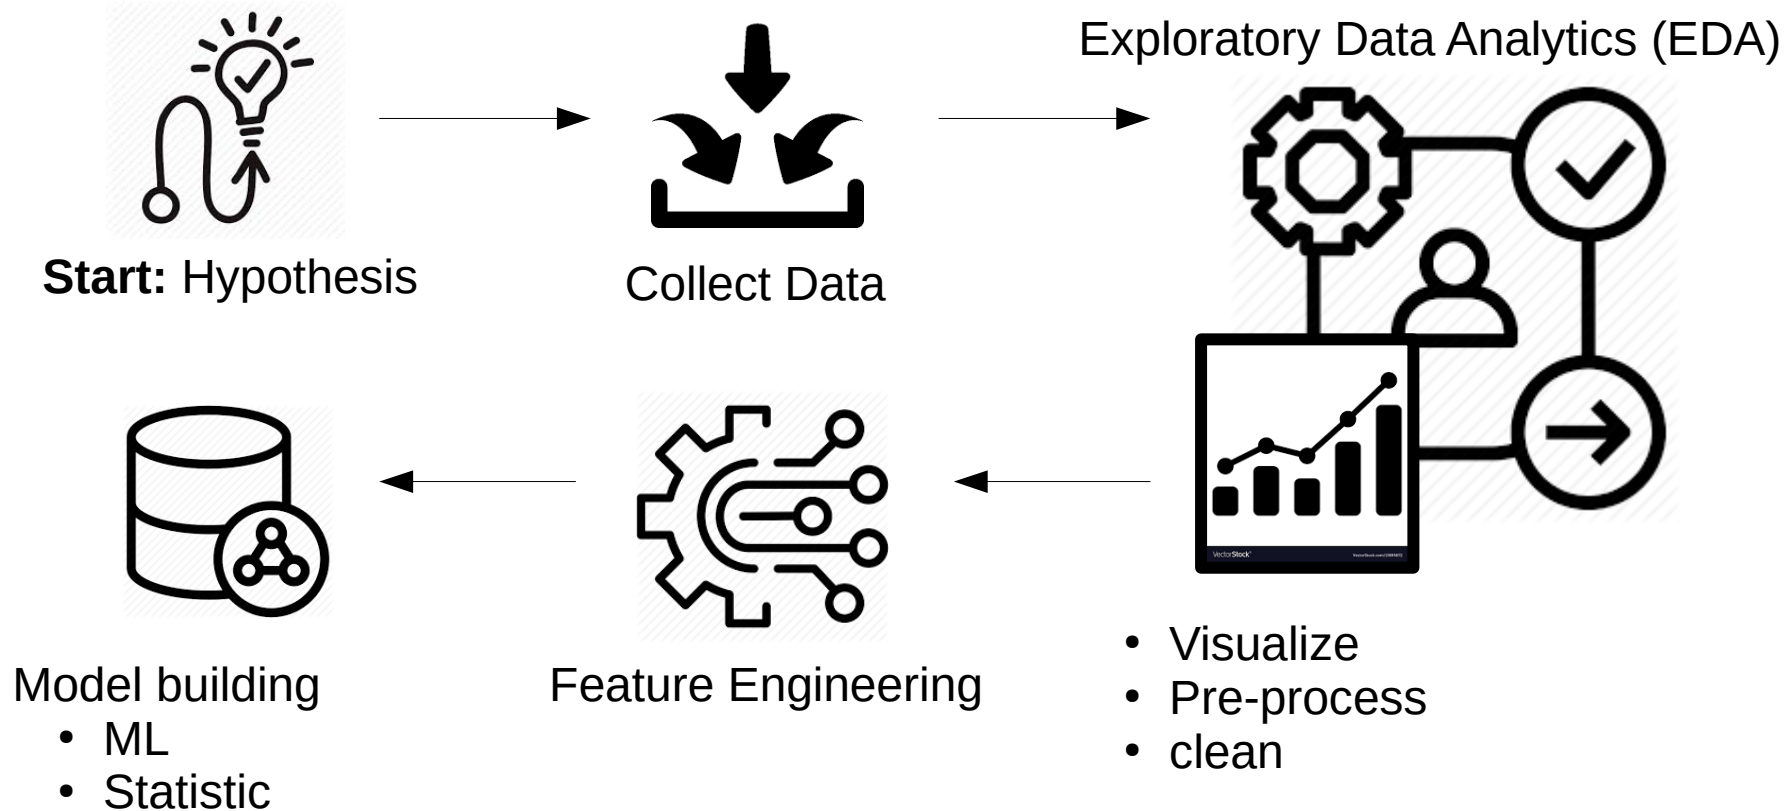 Exploratory Data Analytics (EDA)
Start: Hypothesis
Collect Data
VectorStock
• Visualize
• Pre-process
• clean
Feature Engineering
Model building
• ML
• Statistic